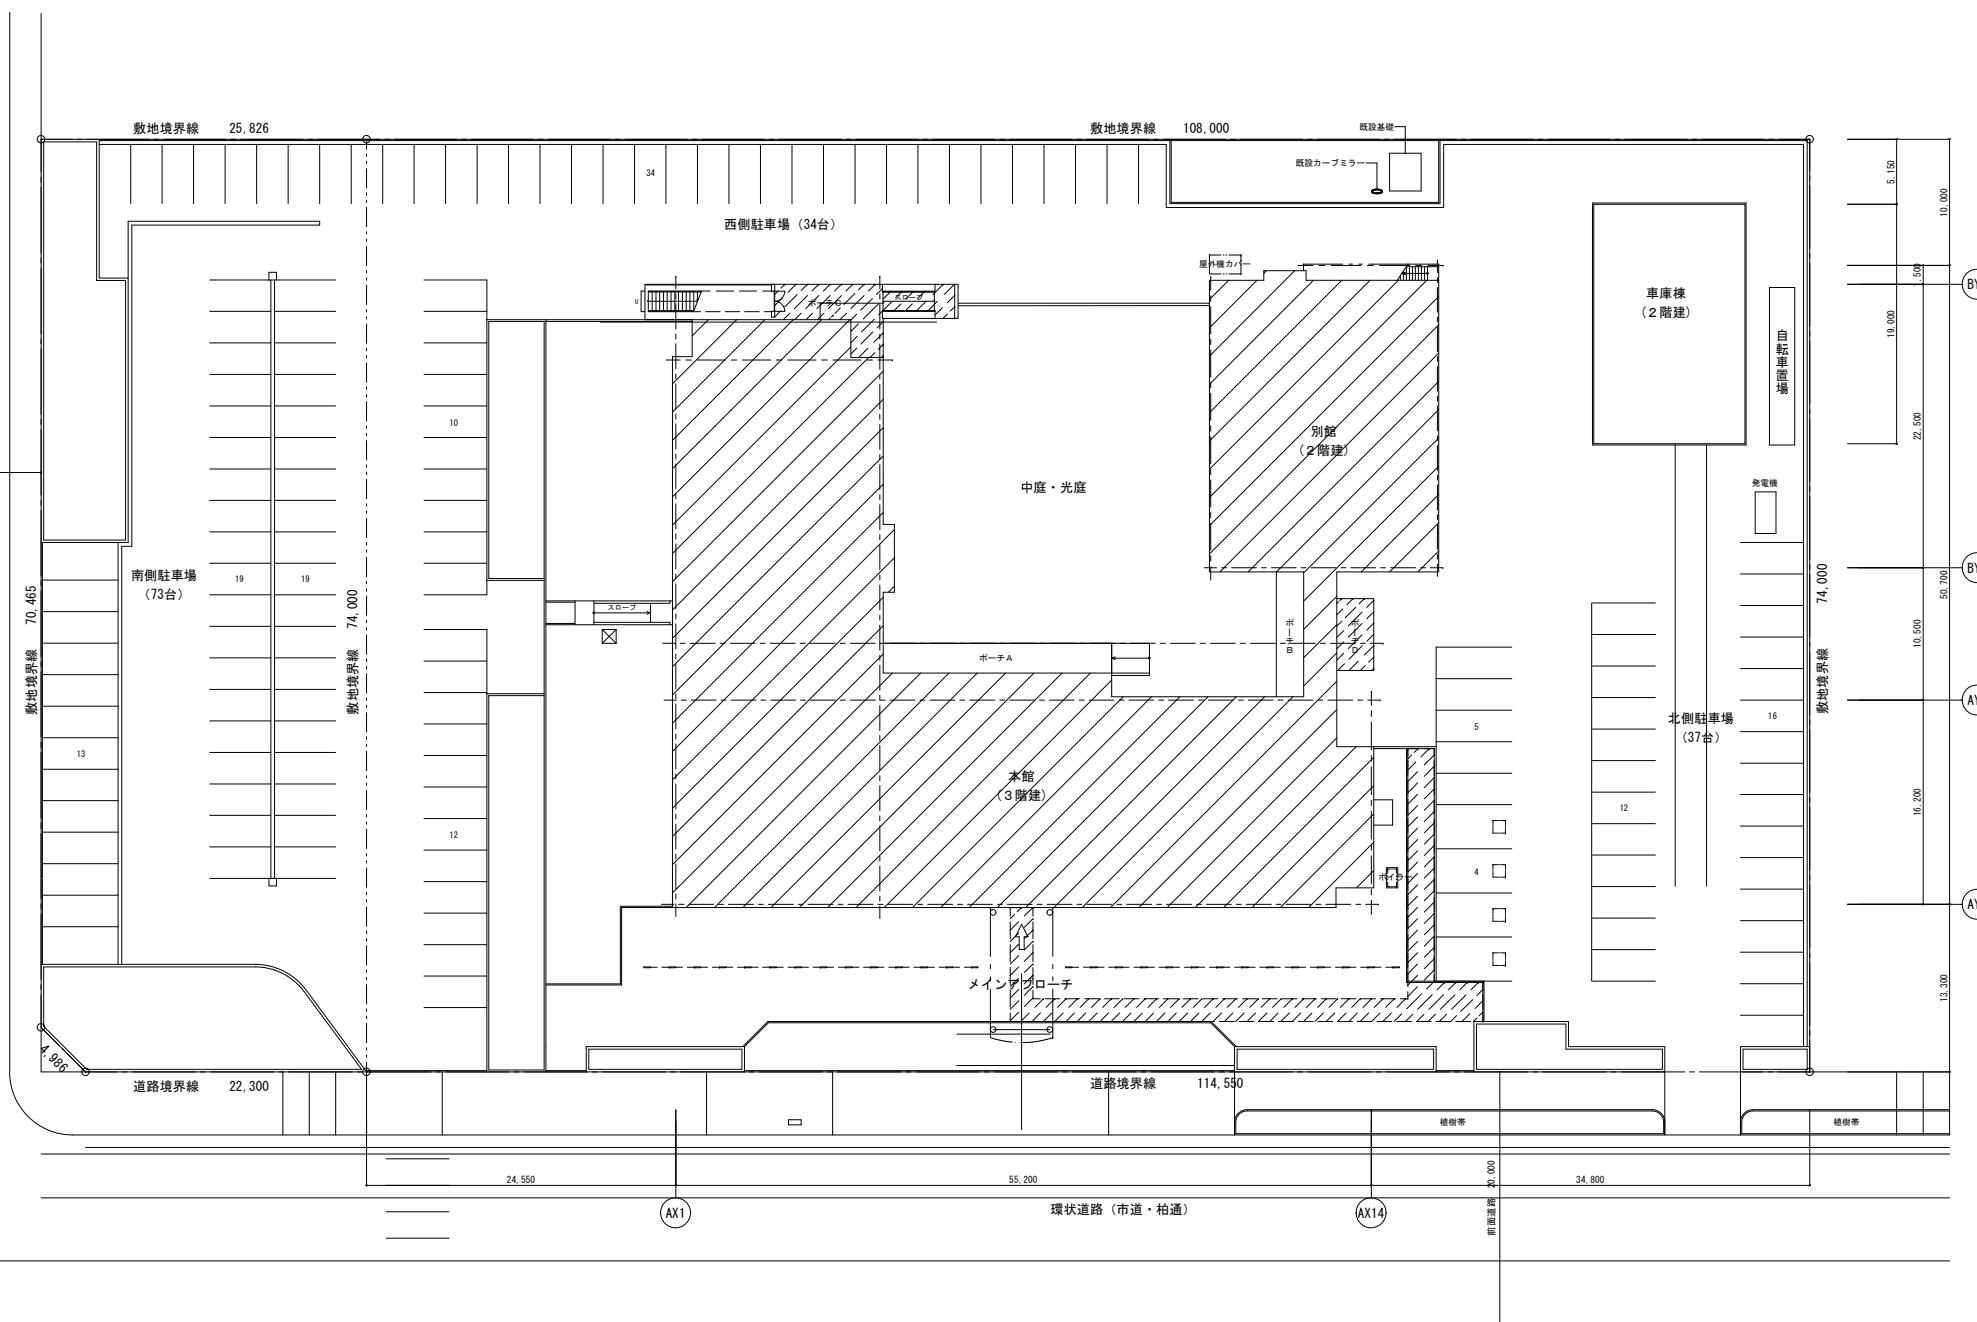 敷地境界線 25,826
敷地境界線 108,000
既設基礎
既設カーブミラー
34
西側駐車場（34台）
5,150
10,000
屋外機カバー
1,500
BY
U
ポーチC
スロープ
車庫棟
（２階建）
19,000
自転車置場
10
22,500
別館
（２階建）
中庭・光庭
発電機
南側駐車場
（73台）
19
19
敷地境界線 70,465
敷地境界線 74,000
スロープ
ポーチA
ポーチB
ポーチD
敷地境界線 74,000
BY
50,700
10,500
AY
北側駐車場
（37台）
16
5
13
本館
（３階建）
12
12
16,200
4
ボイラー
AY
メインアプローチ
13,300
4,986
道路境界線 22,300
道路境界線 114,550
植樹帯
植樹帯
24,550
55,200
34,800
前面道路 20,000
AX1
環状道路（市道・柏通）
AX14